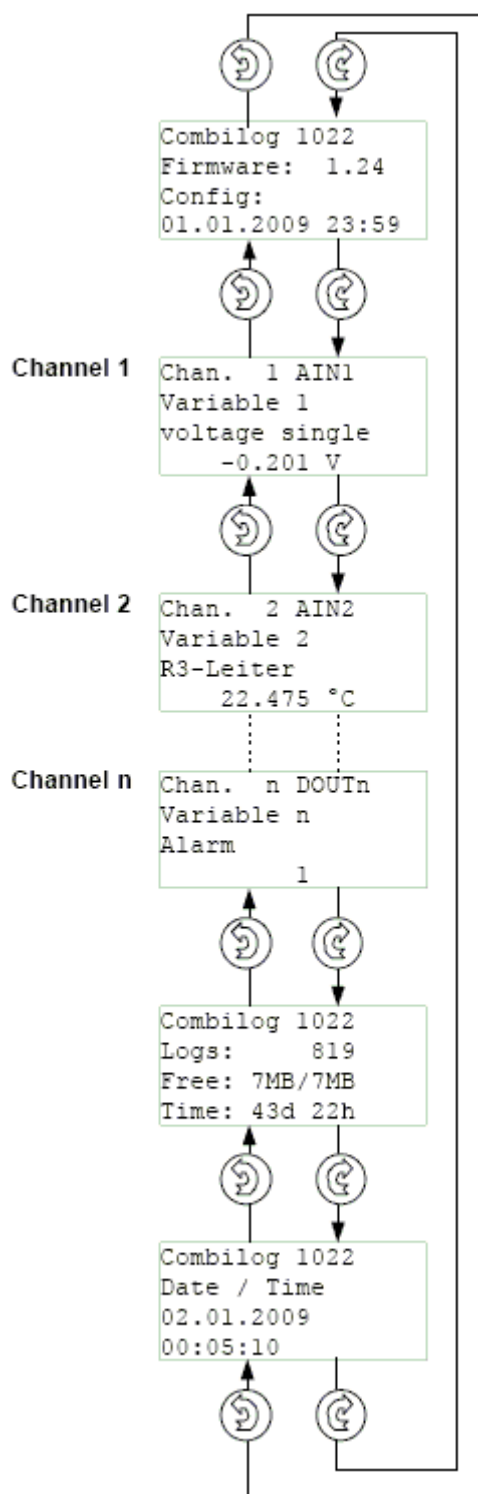 Combilog 1022
Firmware:  1.24
Config:
01.01.2009 23:59
Channel 1
Chan.  1 AIN1
Variable 1
voltage single
-0.201 V
Channel 2
Chan.  2 AIN2
Variable 2
R3-Leiter
22.475 °C
Channel n
Chan.  n DOUTn
Variable n
Alarm
1
Combilog 1022
Logs:     819
Free: 7MB/7MB
Time: 43d 22h
Combilog 1022
Date / Time
02.01.2009
00:05:10